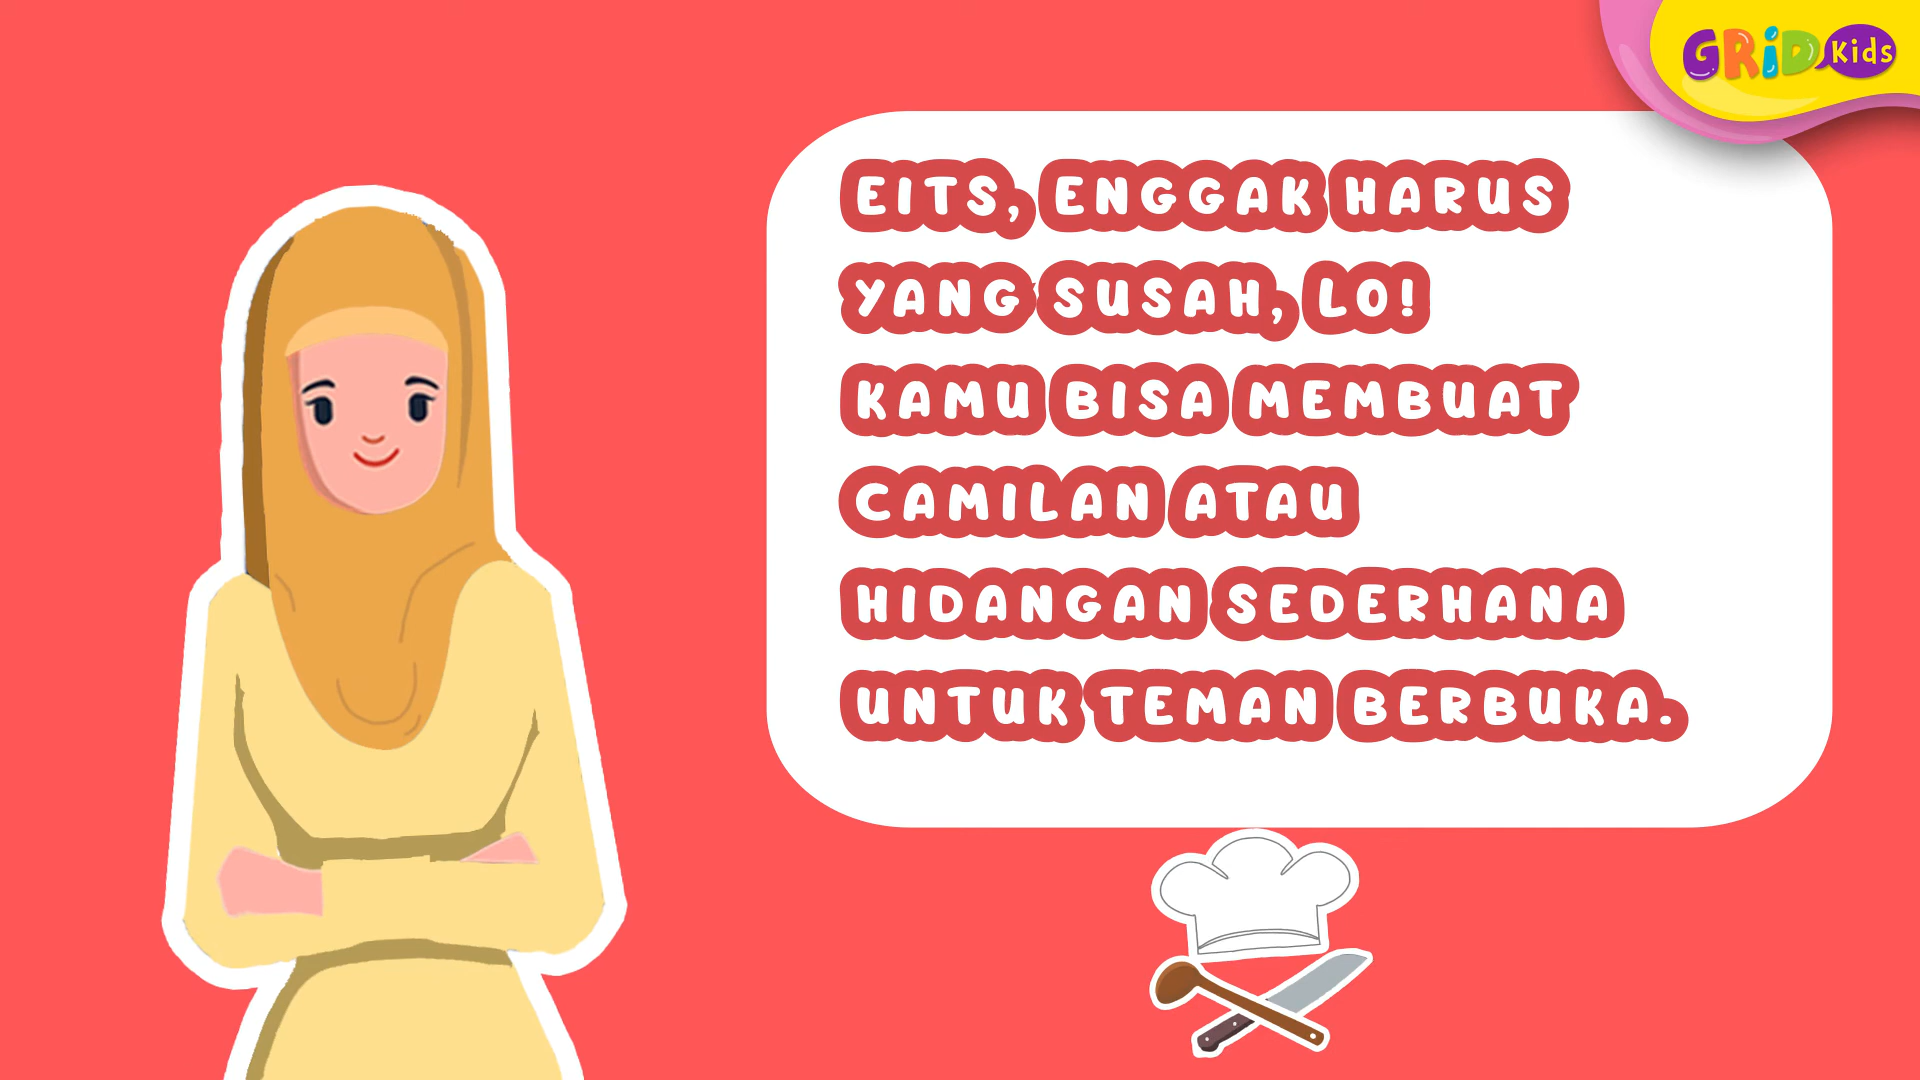 GRiD Kids
EITS, ENGGAK HARUS
YANG SUSAH, LO!
KAMU BISA MEMBUAT
CAMILAN ATAU
HIDANGAN SEDERHANA
UNTUK TEMAN BERBUKA.